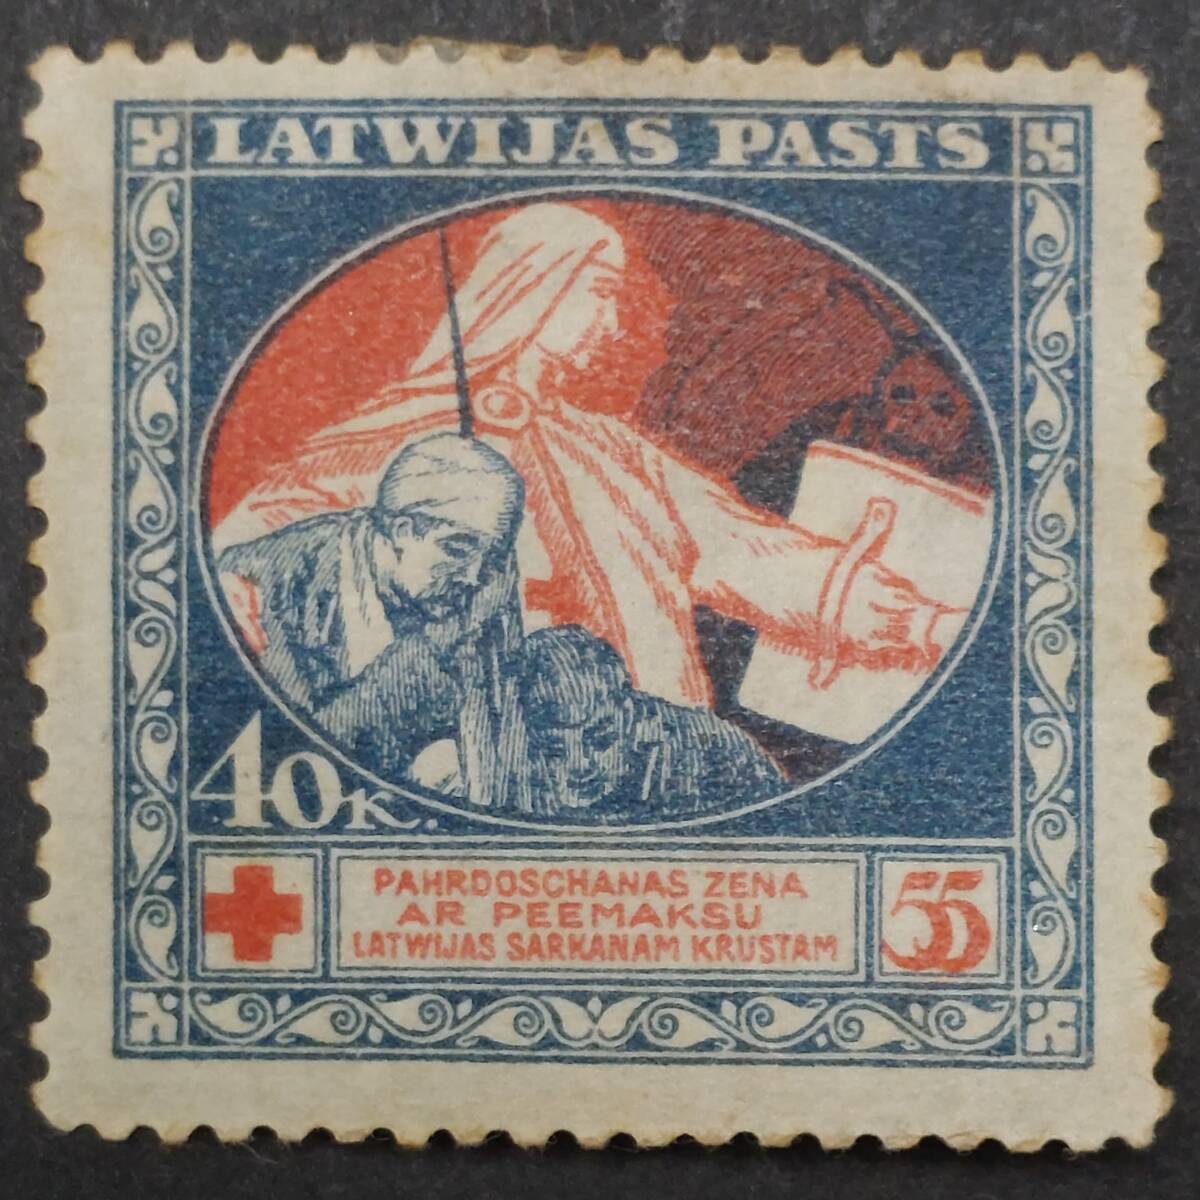 LATWIJAS PASTS
40K.
PAHRDOSCHANAS ZENA
AR PEEMAKSU
LATWIJAS SARKANAM KRUSTAM
55